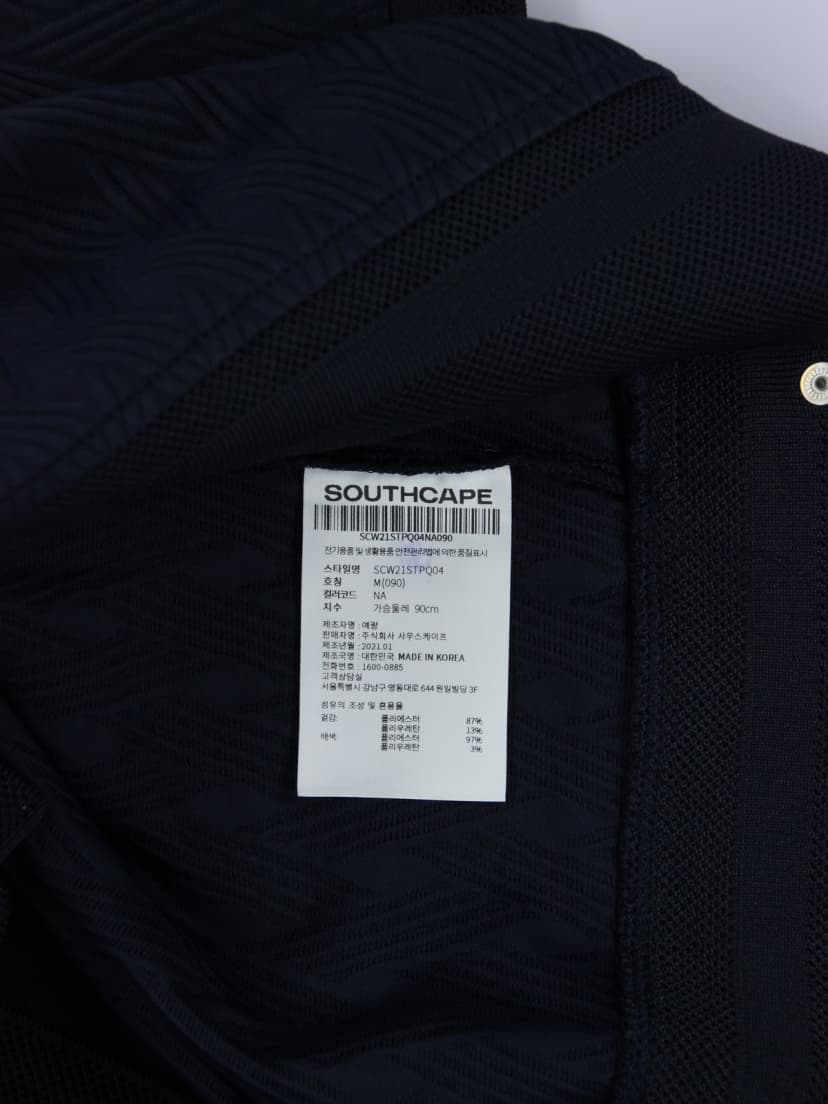 SOUTHCAPE
SCW21STPQ04NA090
전기용품 및 생활용품 안전관리법에 의한 품질표시
스타일명 SCW21STPQ04
호칭 M(090)
컬러코드 NA
치수 가슴둘레 90cm
제조자명 : 예랑
판매자명 : 주식회사 사우스케이프
제조년월 : 2021.01
제조국명 : 대한민국 MADE IN KOREA
전화번호 : 1600-0885
고객상담실
서울특별시 강남구 영동대로 644 원일빌딩 3F
섬유의 조성 및 혼용율
겉감: 폴리에스터 87%
폴리우레탄 13%
배색: 폴리에스터 97%
폴리우레탄 3%